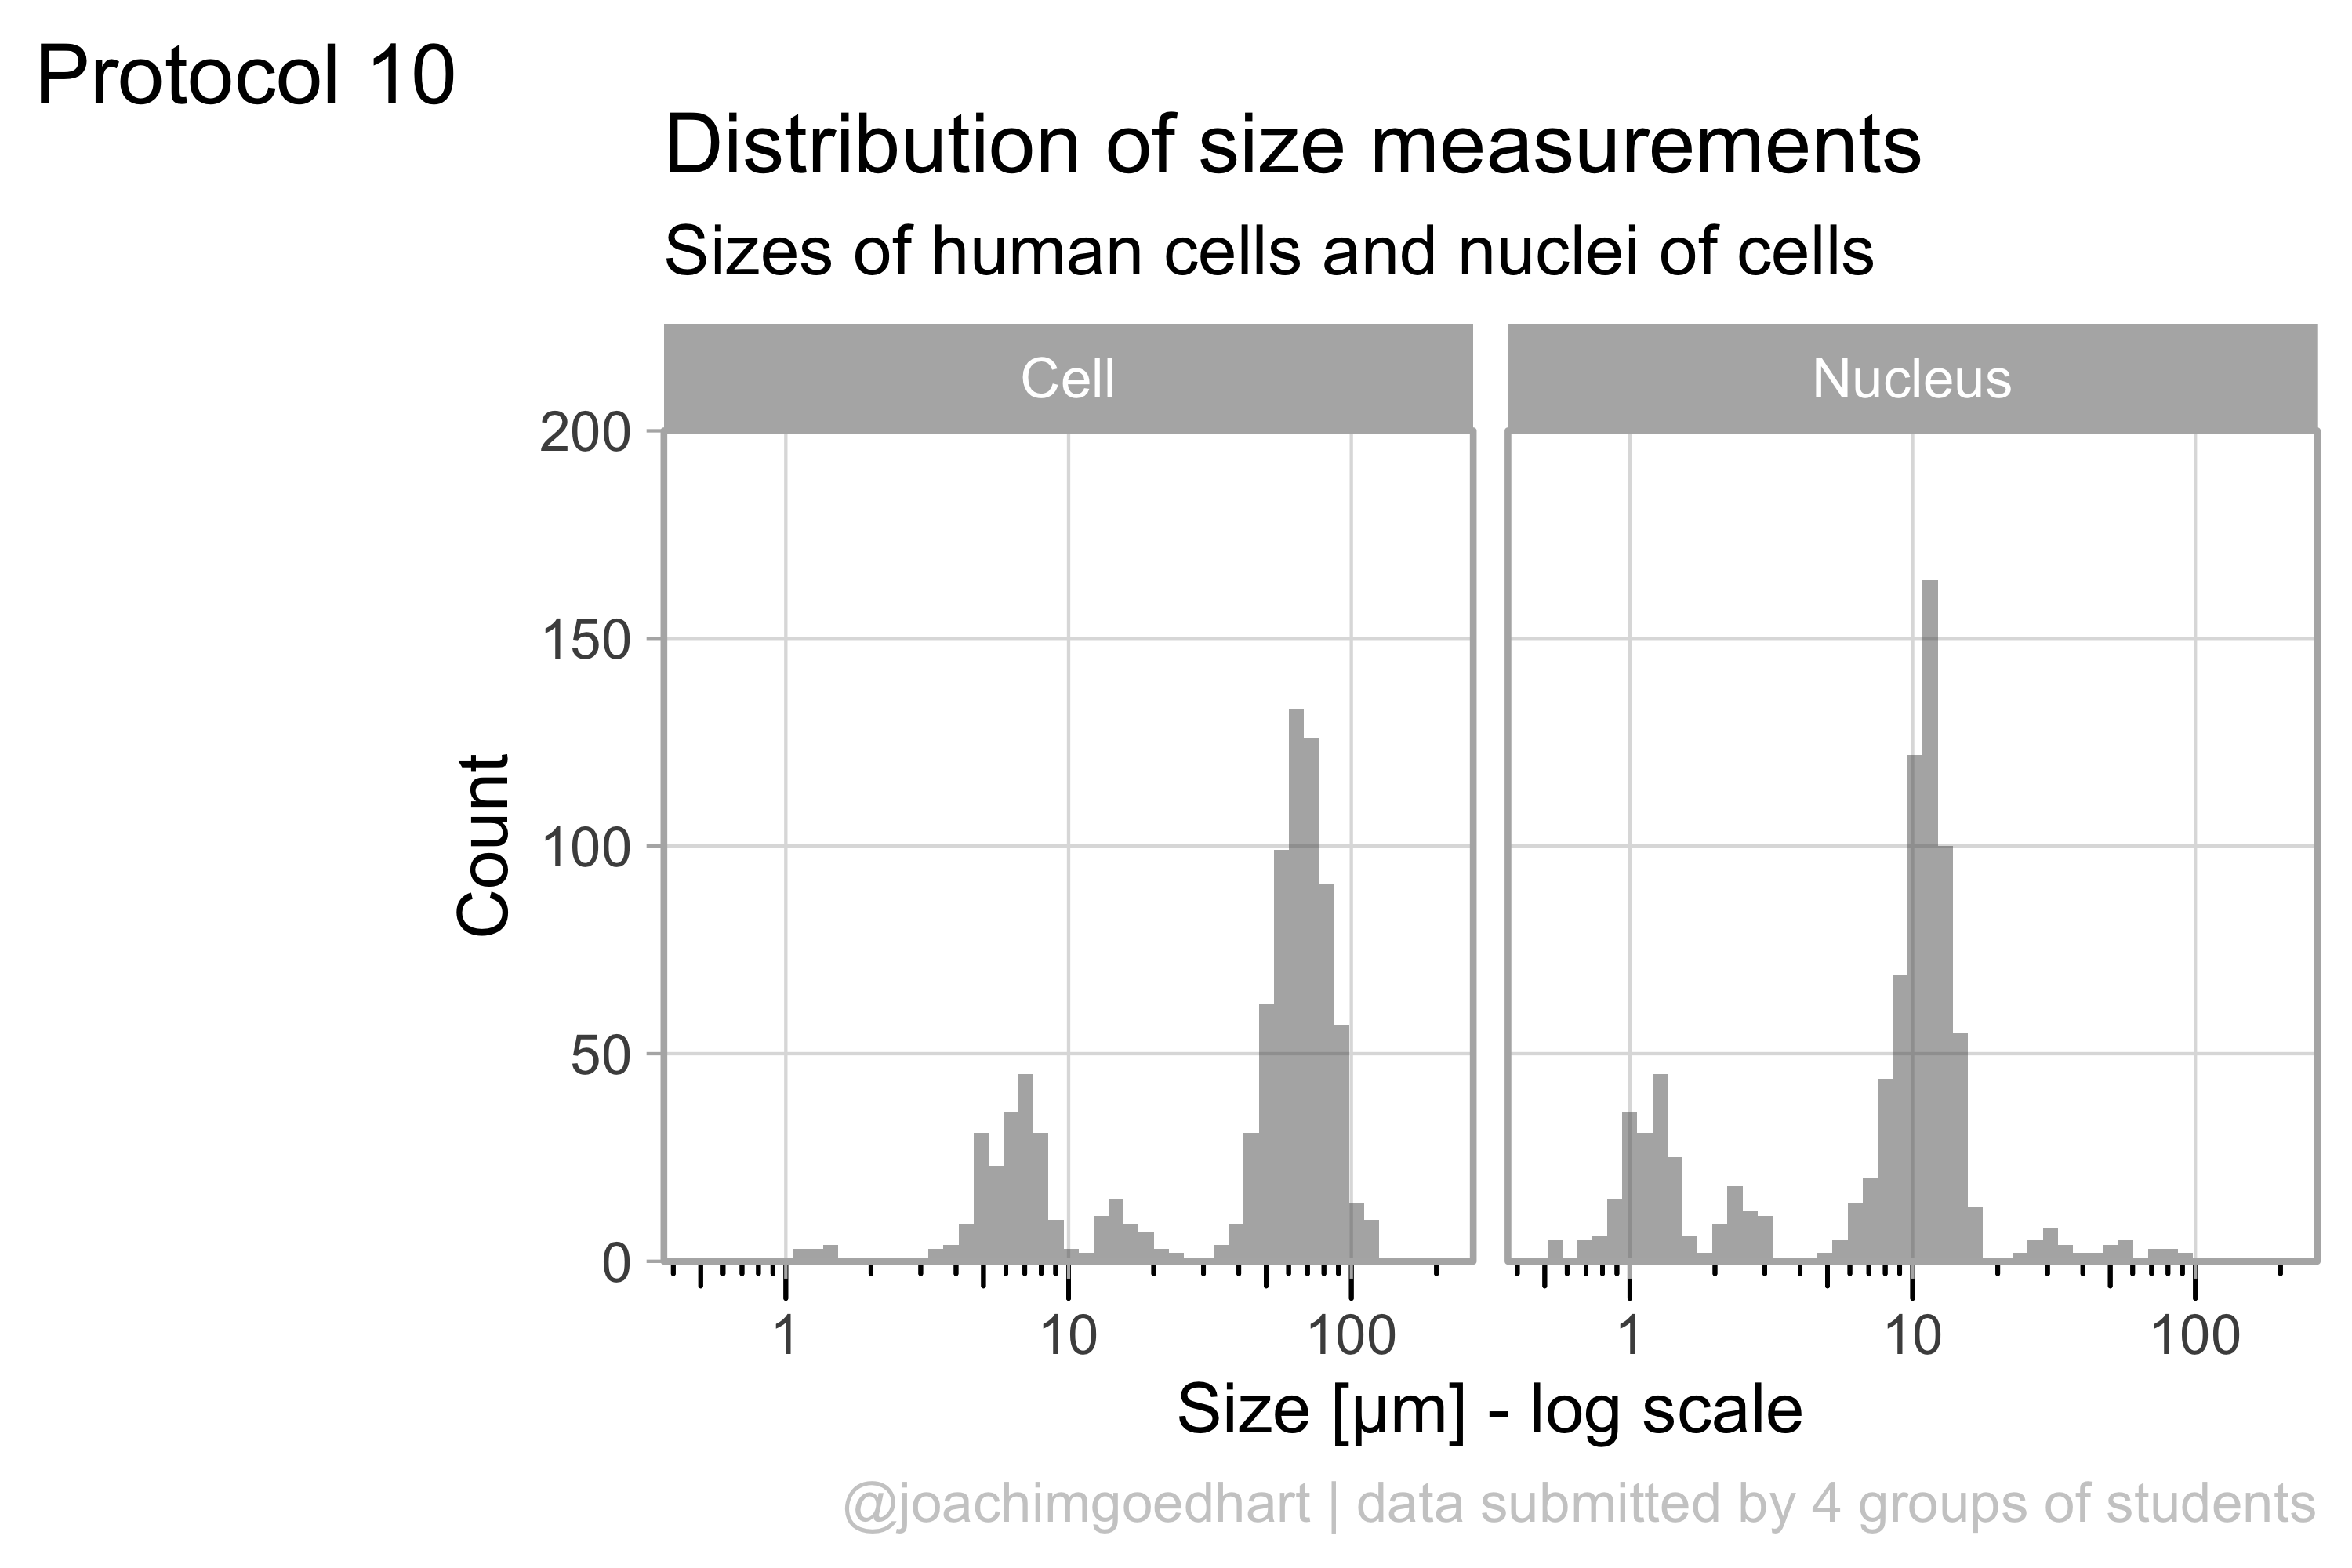 Protocol 10
Distribution of size measurements
Sizes of human cells and nuclei of cells
Cell
Nucleus
200
150
100
50
0
Count
1
10
100
1
10
100
Size [µm] - log scale
@joachimgoedhart | data submitted by 4 groups of students